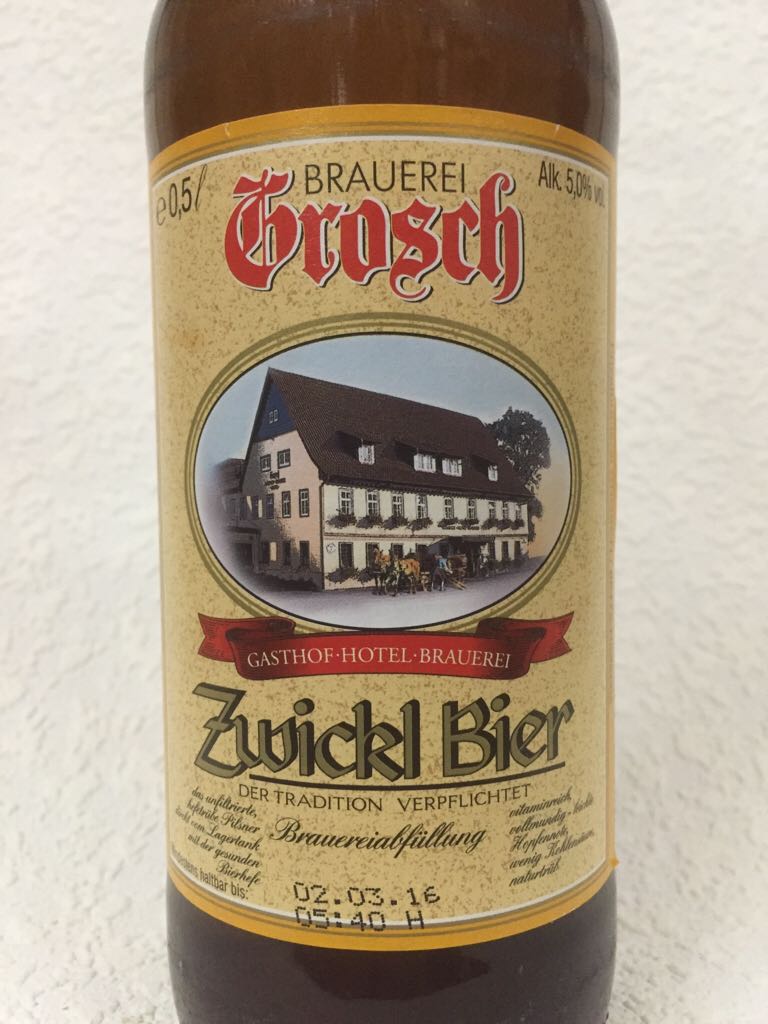 e 0,5 l
BRAUEREI
Alk. 5,0% vol.
Grosch
GASTHOF·HOTEL·BRAUEREI
Zwickl Bier
DER TRADITION VERPFLICHTET
das unfiltrierte,
hefetrübe Pilsner
direkt vom Lagertank
mit der gesunden
Bierhefe
Brauereiabfüllung
vitaminreich,
vollmundig - leichte
Hopfennote,
wenig Kohlensäure,
naturtrüb.
mindestens haltbar bis:
02.03.16
05:40 H